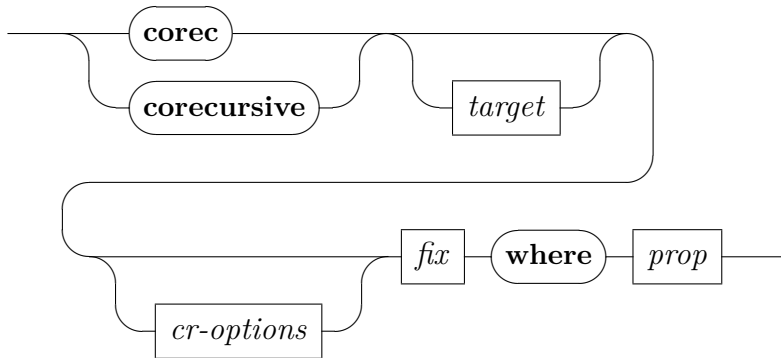 corec
corecursive
target
cr-options
fix where prop